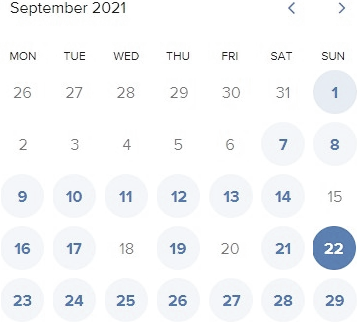 September 2021
MON TUE WED THU FRI SAT SUN
26 27 28 29 30 31 1
2 3 4 5 6 7 8
9 10 11 12 13 14 15
16 17 18 19 20 21 22
23 24 25 26 27 28 29